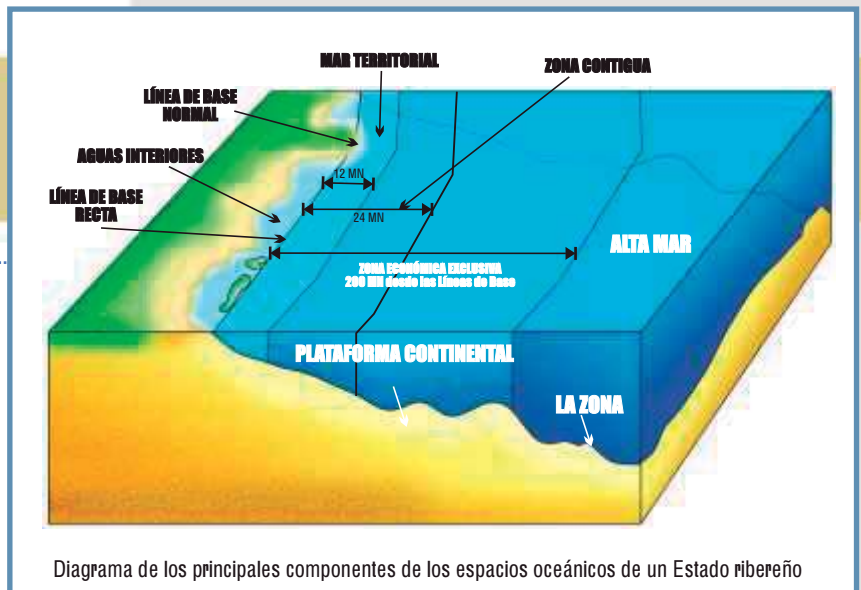 MAR TERRITORIAL
ZONA CONTIGUA
LÍNEA DE BASE
NORMAL
AGUAS INTERIORES
LÍNEA DE BASE
RECTA
12 MN
24 MN
ZONA ECONÓMICA EXCLUSIVA
200 MN desde las Líneas de Base
ALTA MAR
PLATAFORMA CONTINENTAL
LA ZONA
Diagrama de los principales componentes de los espacios oceánicos de un Estado ribereño